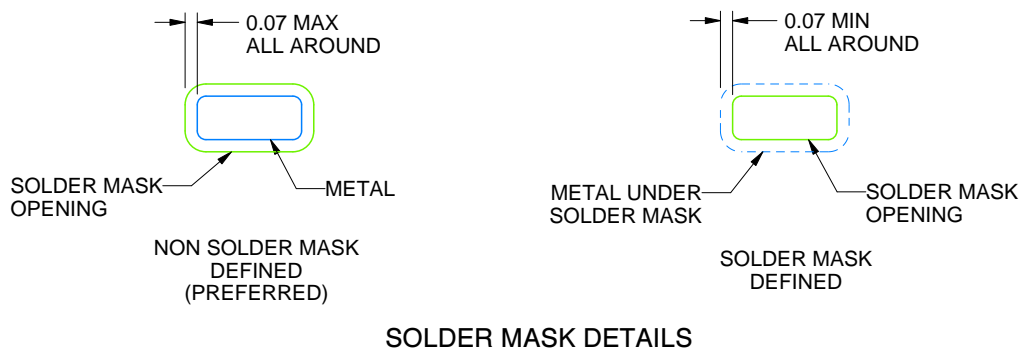 0.07 MAX
ALL AROUND
SOLDER MASK
OPENING
METAL
NON SOLDER MASK
DEFINED
(PREFERRED)
0.07 MIN
ALL AROUND
METAL UNDER
SOLDER MASK
SOLDER MASK
OPENING
SOLDER MASK
DEFINED
SOLDER MASK DETAILS